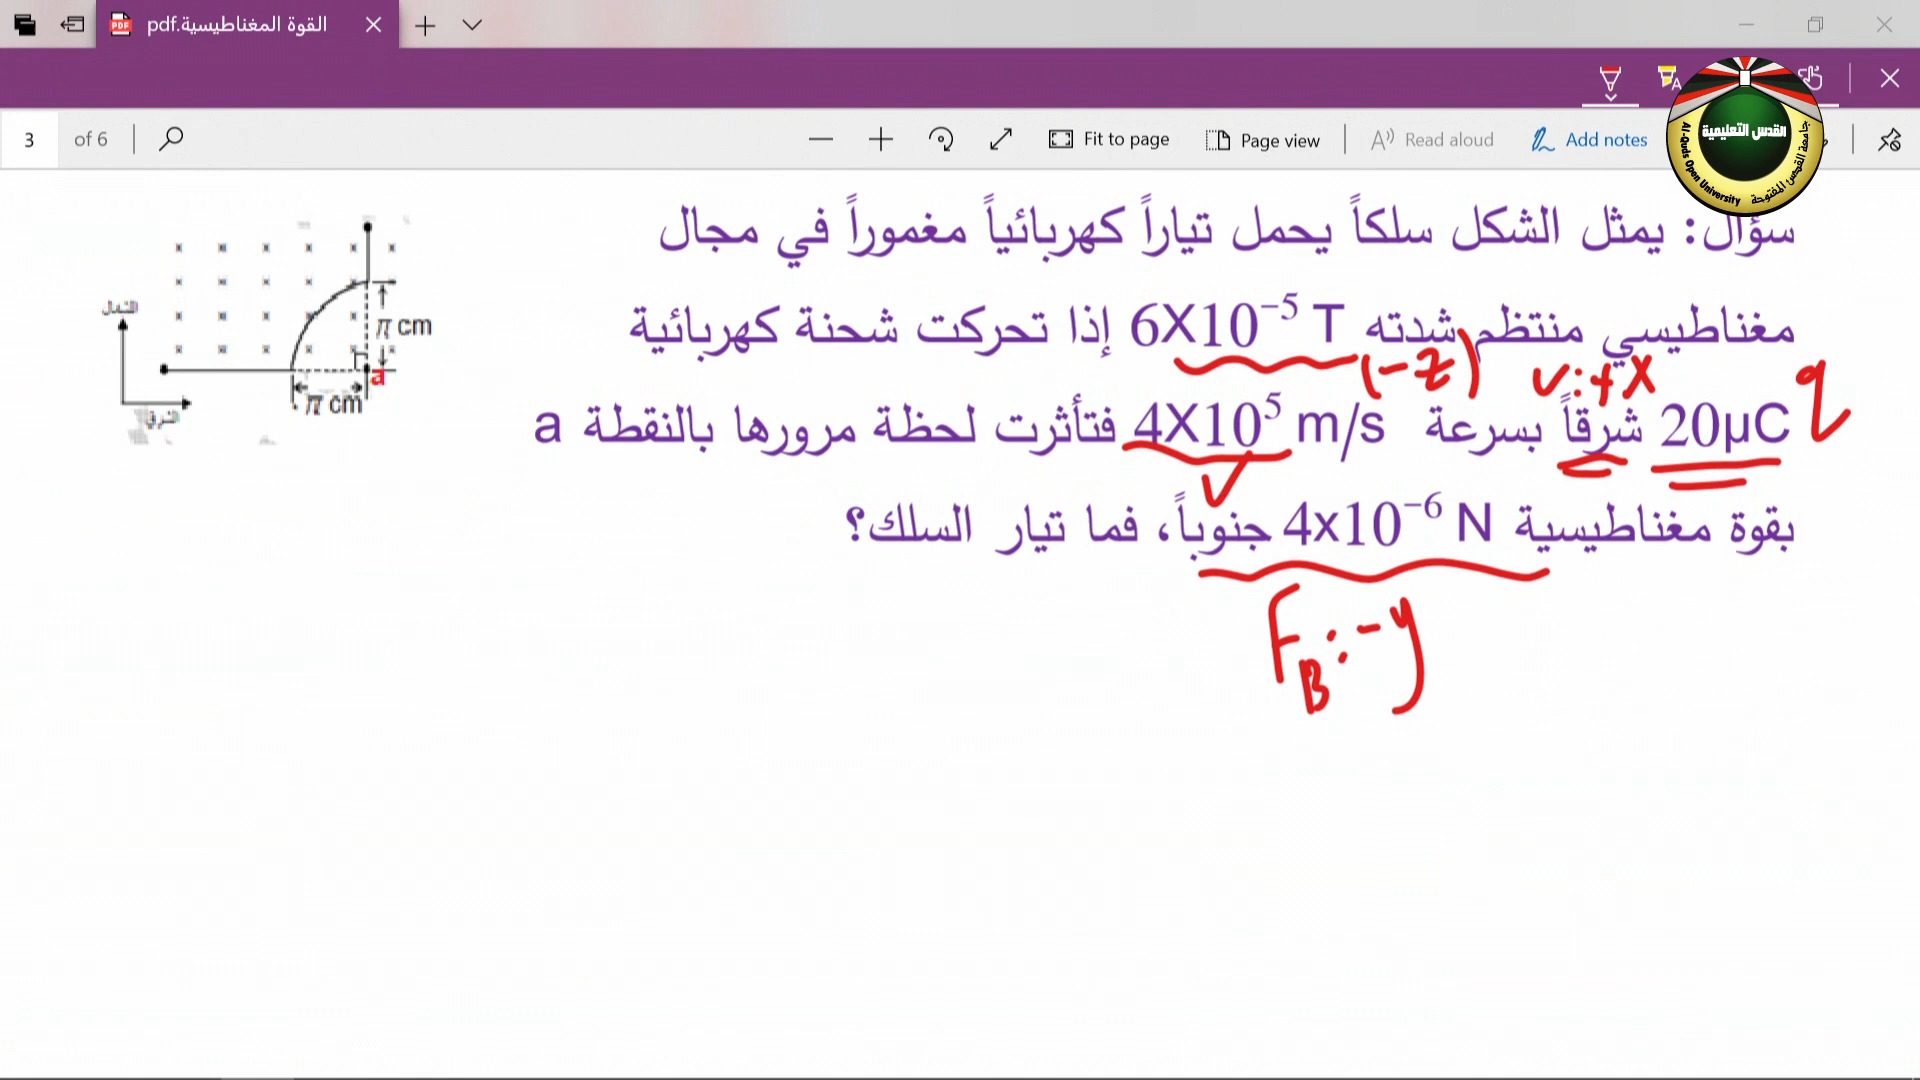 القوة المغناطيسية.pdf
3 of 6
Fit to page
Page view
Read aloud
Add notes
القدس التعليمية
جامعة القدس المفتوحة
Al-Quds Open University
سؤال: يمثل الشكل سلكاً يحمل تياراً كهربائياً مغموراً في مجال
مغناطيسي منتظم شدته 6X10⁻⁵ T إذا تحركت شحنة كهربائية
(-z) v:+x q
20μC شرقاً بسرعة 4X10⁵ m/s فتأثرت لحظة مرورها بالنقطة a
v
بقوة مغناطيسية 4x10⁻⁶ N جنوباً، فما تيار السلك؟
F_B:-y
الشمال
π cm
a
π cm
الشرق